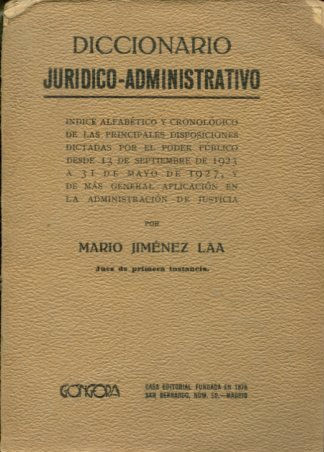 DICCIONARIO
JURIDICO-ADMINISTRATIVO
INDICE ALFABÉTICO Y CRONOLÓGICO
DE LAS PRINCIPALES DISPOSICIONES
DICTADAS POR EL PODER PÚBLICO
DESDE 13 DE SEPTIEMBRE DE 1923
A 31 DE MAYO DE 1927, Y
DE MÁS GENERAL APLICACIÓN EN
LA ADMINISTRACIÓN DE JUSTICIA
POR
MARIO JIMÉNEZ LAA
Juez de primera instancia.
GONGORA
CASA EDITORIAL FUNDADA EN 1876
SAN BERNARDO, NÚM. 50.—MADRID